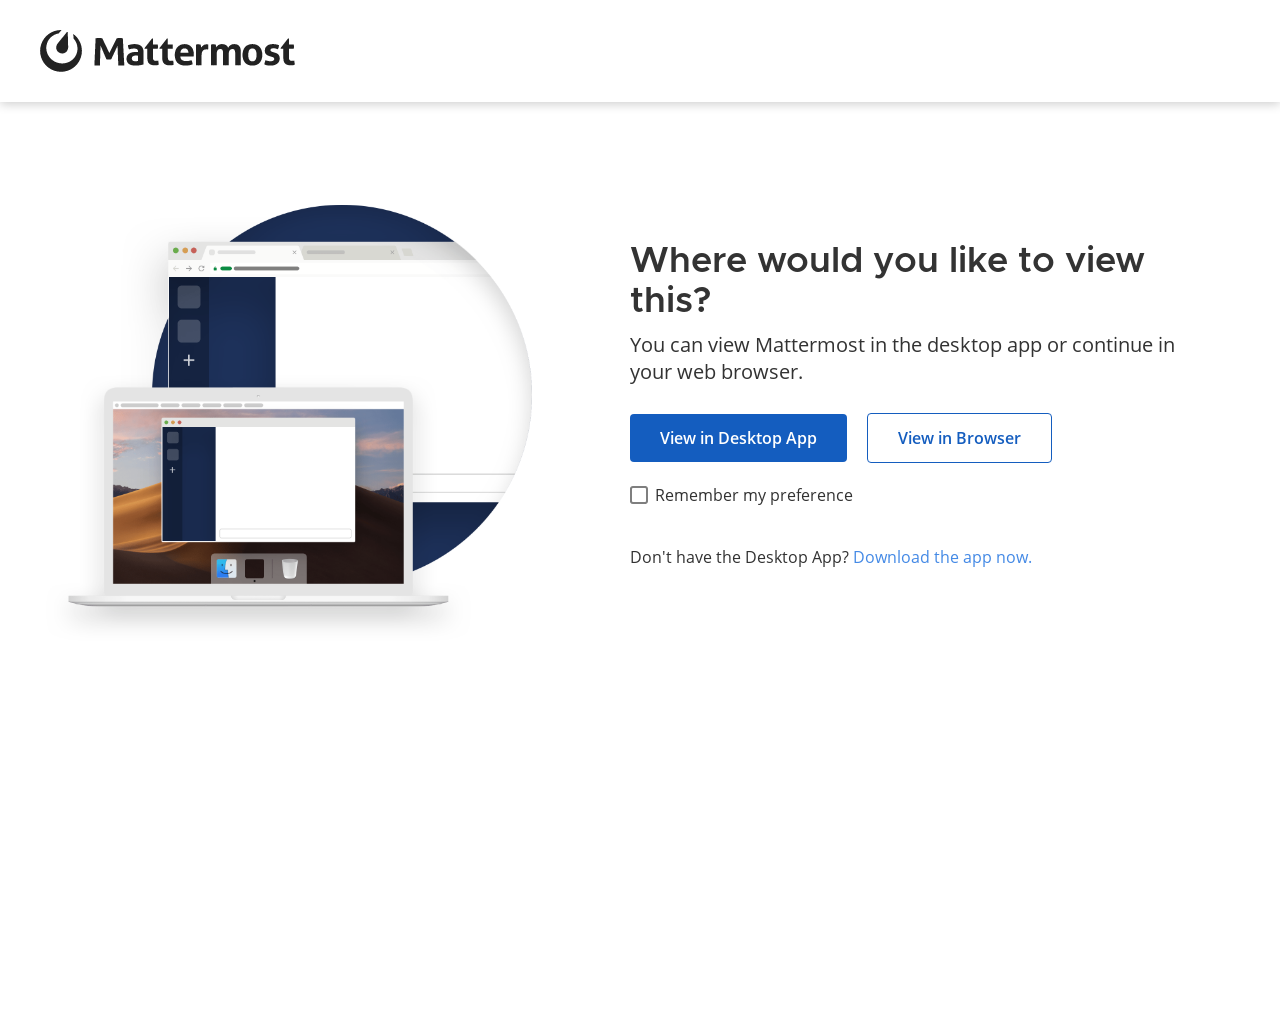 Mattermost
Where would you like to view
this?
You can view Mattermost in the desktop app or continue in
your web browser.
View in Desktop App
View in Browser
Remember my preference
Don't have the Desktop App? Download the app now.